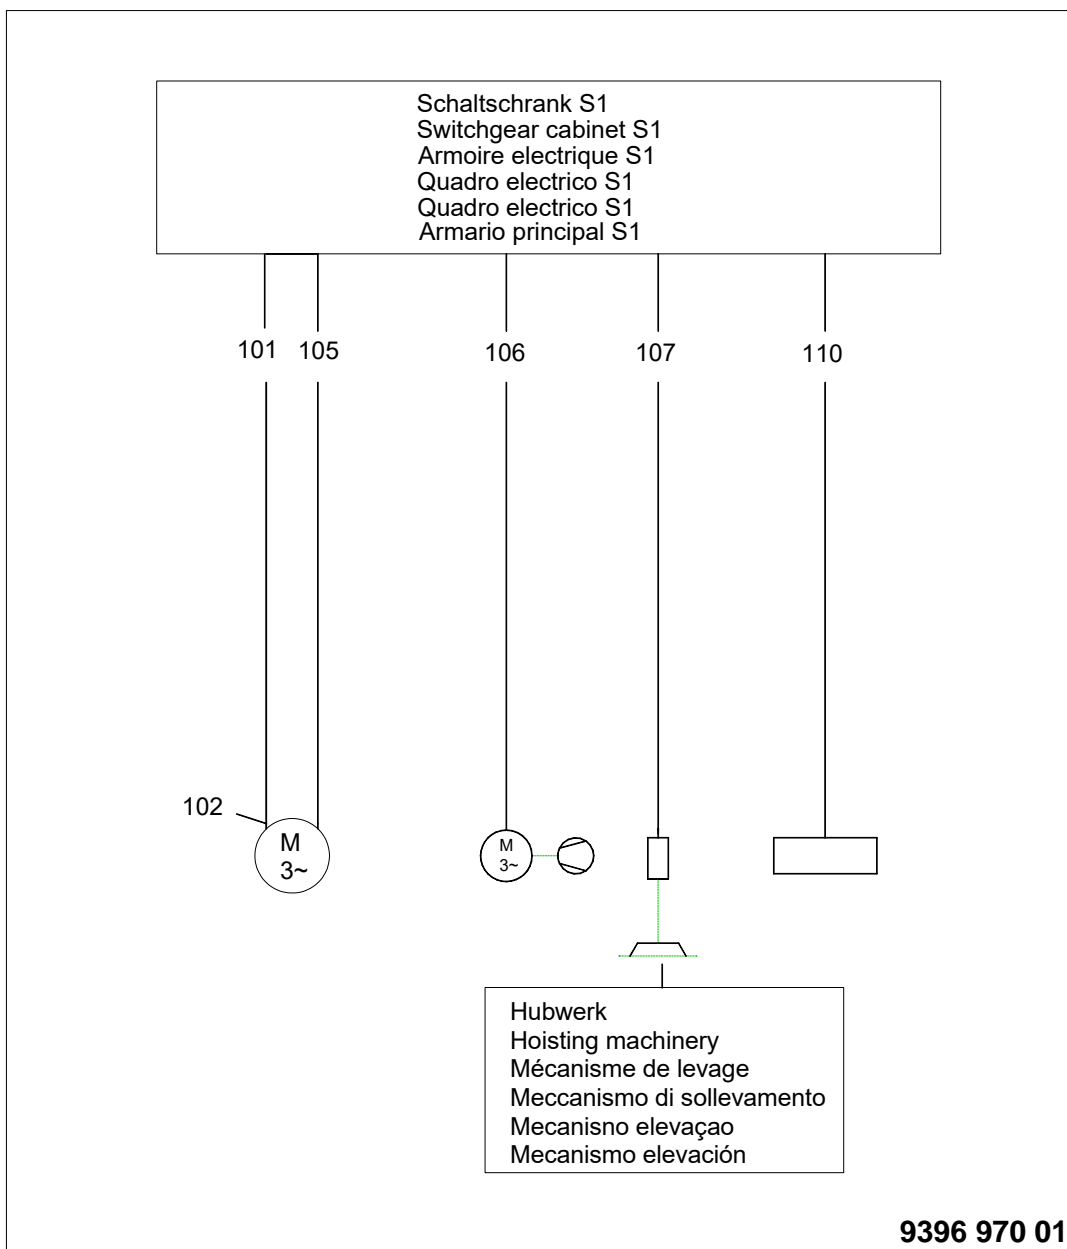 Schaltschrank S1
Switchgear cabinet S1
Armoire electrique S1
Quadro electrico S1
Quadro electrico S1
Armario principal S1
101 105 106 107 110
102
M
3~
M
3~
Hubwerk
Hoisting machinery
Mécanisme de levage
Meccanismo di sollevamento
Mecanisno elevaçao
Mecanismo elevación
9396 970 01